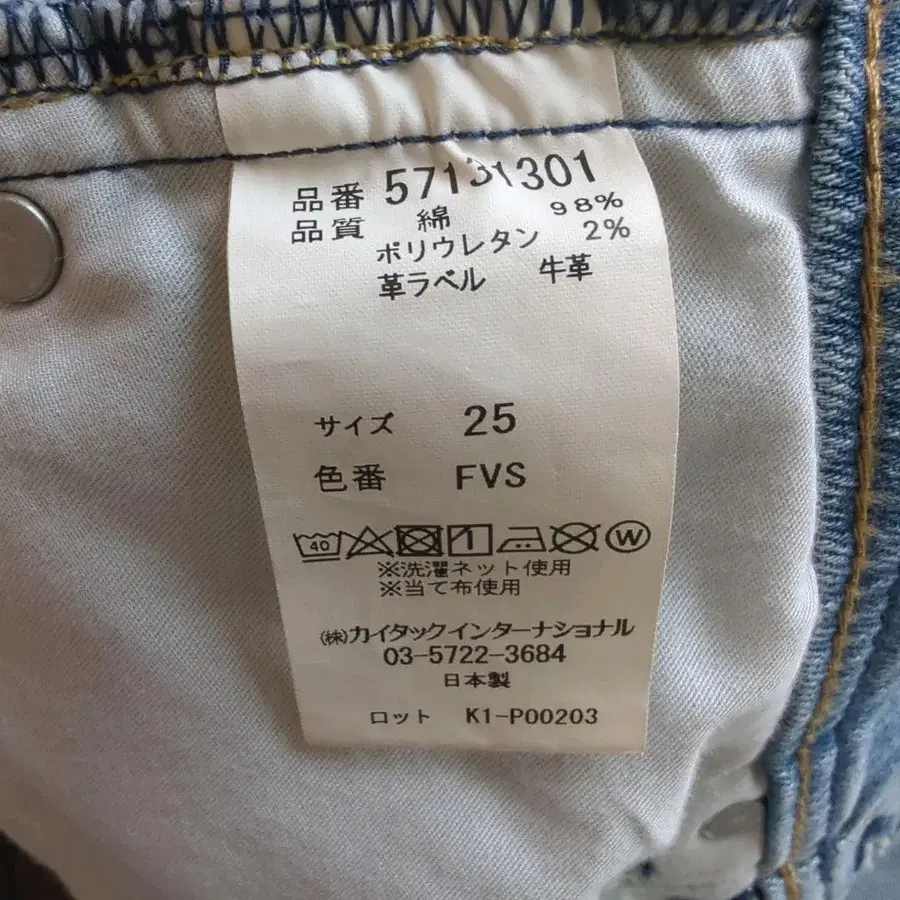 品番 57131301
品質 綿 98%
ポリウレタン 2%
革ラベル 牛革
サイズ 25
色番 FVS
40 W
※洗濯ネット使用
※当て布使用
㈱カイタックインターナショナル
03-5722-3684
日本製
ロット K1-P00203